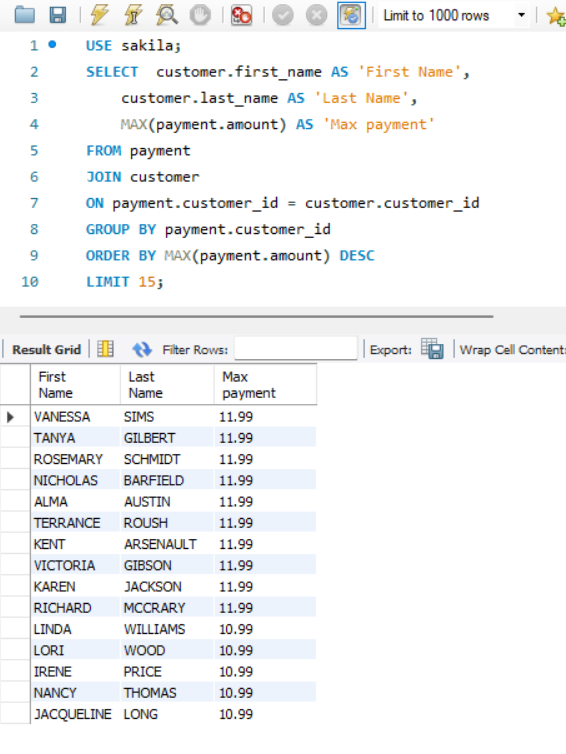 Limit to 1000 rows
1 USE sakila;
2 SELECT customer.first_name AS 'First Name',
3 customer.last_name AS 'Last Name',
4 MAX(payment.amount) AS 'Max payment'
5 FROM payment
6 JOIN customer
7 ON payment.customer_id = customer.customer_id
8 GROUP BY payment.customer_id
9 ORDER BY MAX(payment.amount) DESC
10 LIMIT 15;
Result Grid Filter Rows: Export: Wrap Cell Content:
First Name Last Name Max payment
VANESSA SIMS 11.99
TANYA GILBERT 11.99
ROSEMARY SCHMIDT 11.99
NICHOLAS BARFIELD 11.99
ALMA AUSTIN 11.99
TERRANCE ROUSH 11.99
KENT ARSENAULT 11.99
VICTORIA GIBSON 11.99
KAREN JACKSON 11.99
RICHARD MCCRARY 11.99
LINDA WILLIAMS 10.99
LORI WOOD 10.99
IRENE PRICE 10.99
NANCY THOMAS 10.99
JACQUELINE LONG 10.99